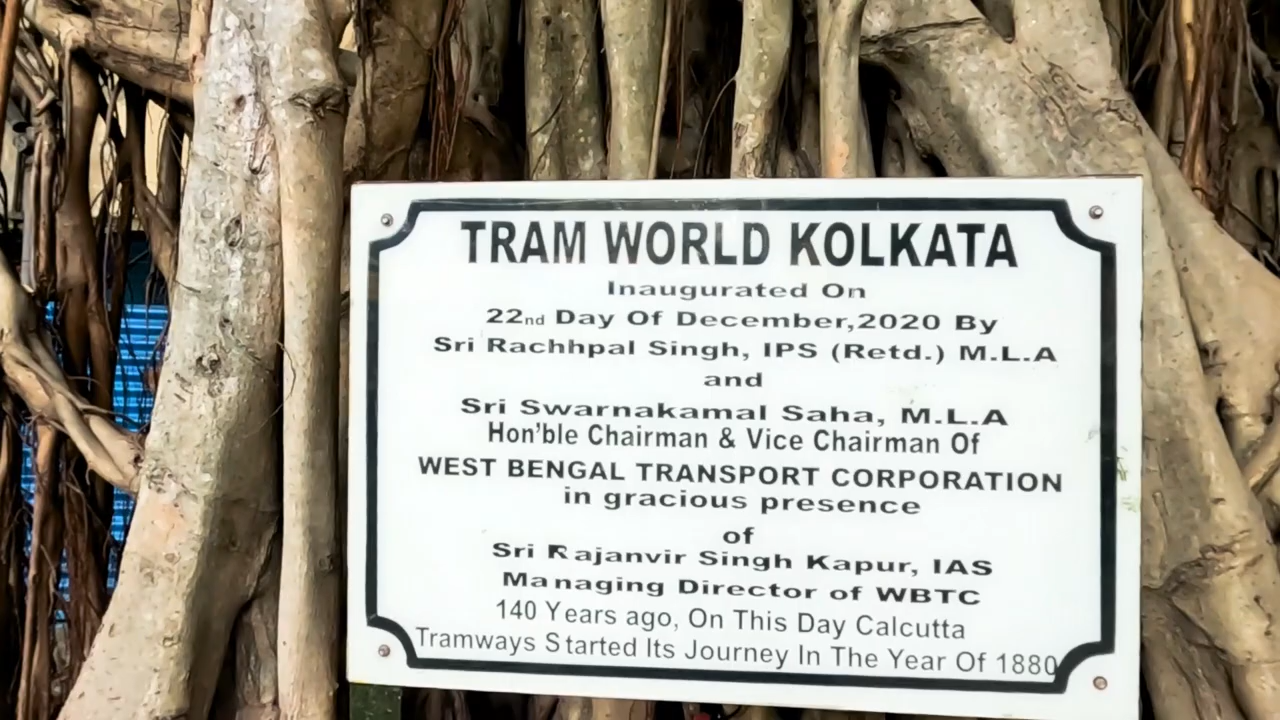 TRAM WORLD KOLKATA
Inaugurated On
22nd Day Of December,2020 By
Sri Rachhpal Singh, IPS (Retd.) M.L.A
and
Sri Swarnakamal Saha, M.L.A
Hon'ble Chairman & Vice Chairman Of
WEST BENGAL TRANSPORT CORPORATION
in gracious presence
of
Sri Rajanvir Singh Kapur, IAS
Managing Director of WBTC
140 Years ago, On This Day Calcutta
Tramways Started Its Journey In The Year Of 1880